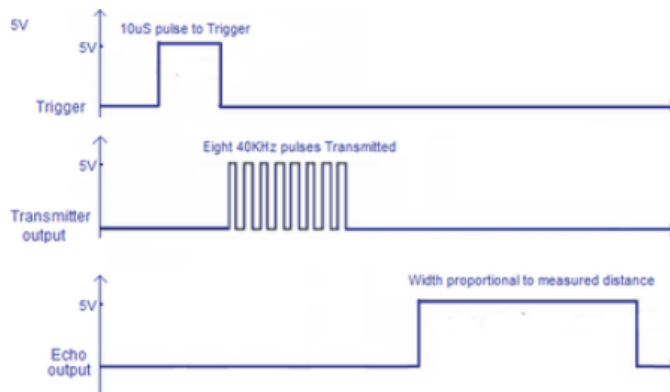 5V
10uS pulse to Trigger
5V
Trigger
Eight 40KHz pulses Transmitted
5V
Transmitter
output
Width proportional to measured distance
5V
Echo
output